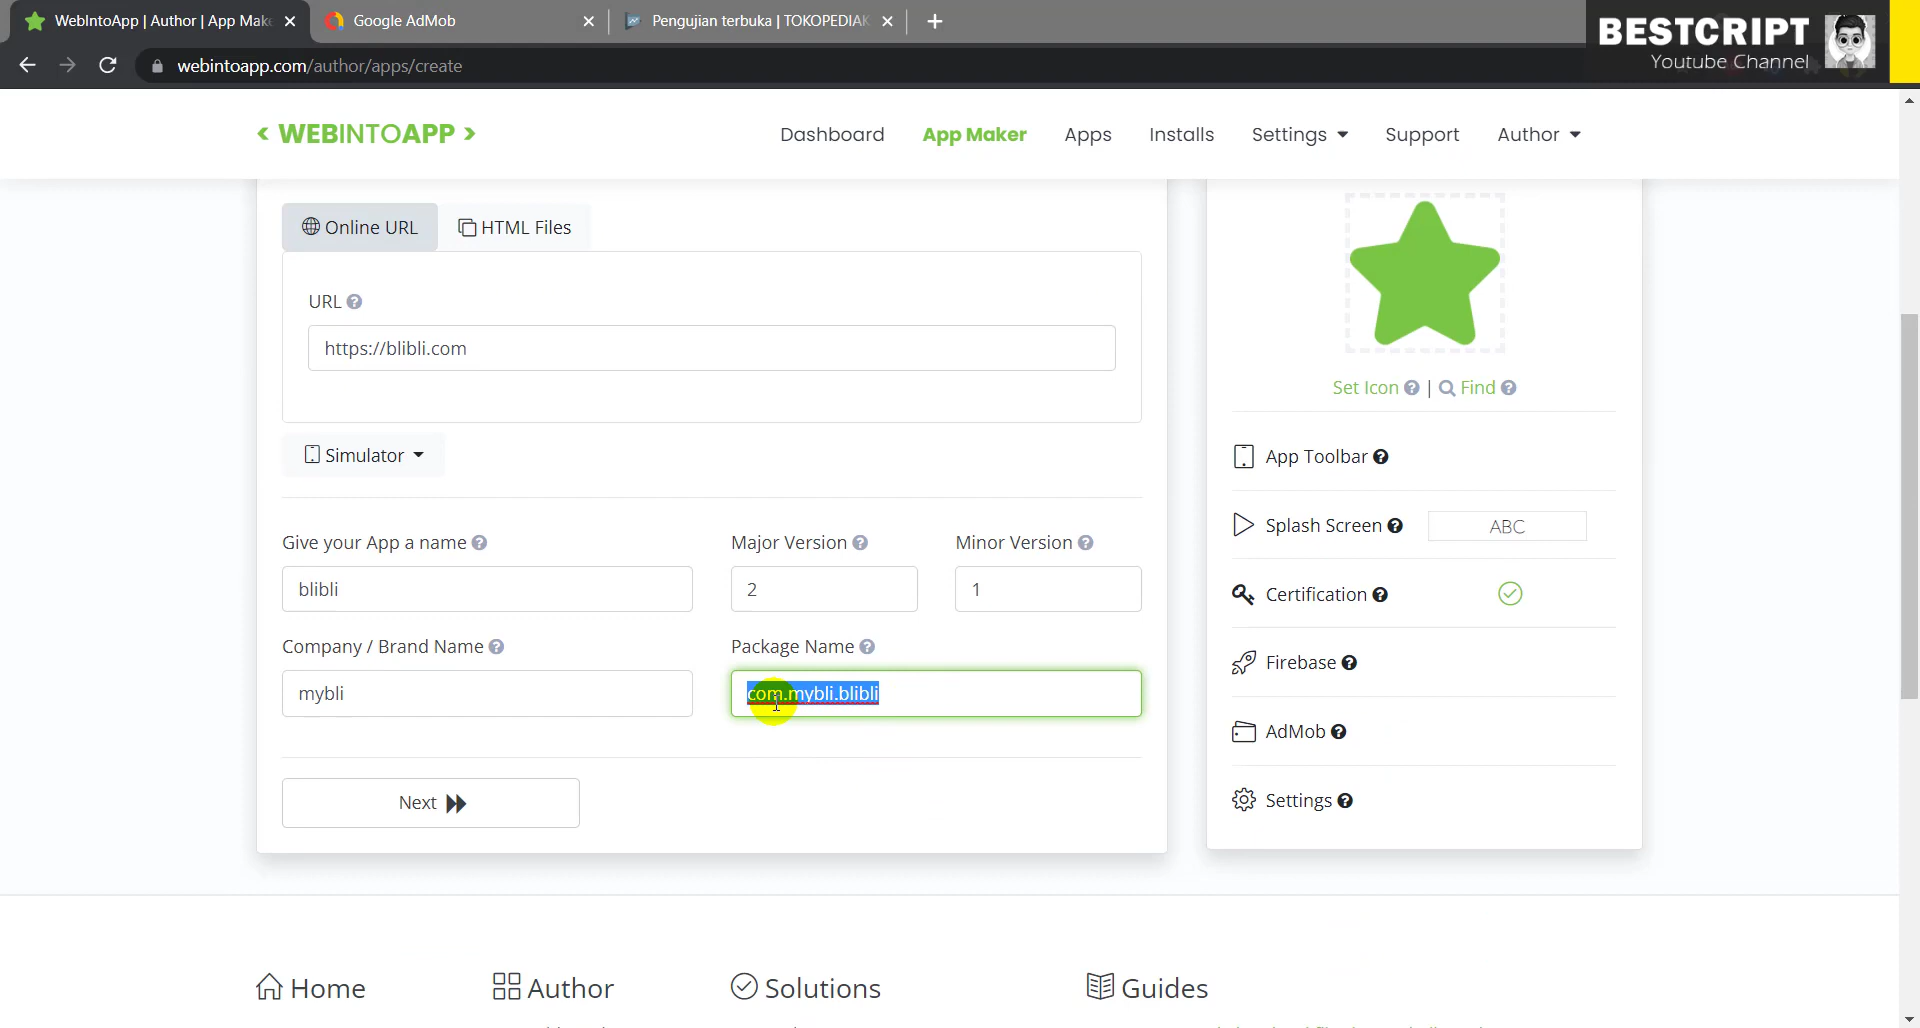 WebIntoApp | Author | App Make
Google AdMob
Pengujian terbuka | TOKOPEDIAK
BESTCRIPT
Youtube Channel
webintoapp.com/author/apps/create
< WEBINTOAPP >
Dashboard
App Maker
Apps
Installs
Settings
Support
Author
Online URL
HTML Files
URL
https://blibli.com
Simulator
Give your App a name
Major Version
Minor Version
blibli
2
1
Company / Brand Name
Package Name
mybli
com.mybli.blibli
Next
Set Icon | Find
App Toolbar
Splash Screen
ABC
Certification
Firebase
AdMob
Settings
Home
Author
Solutions
Guides